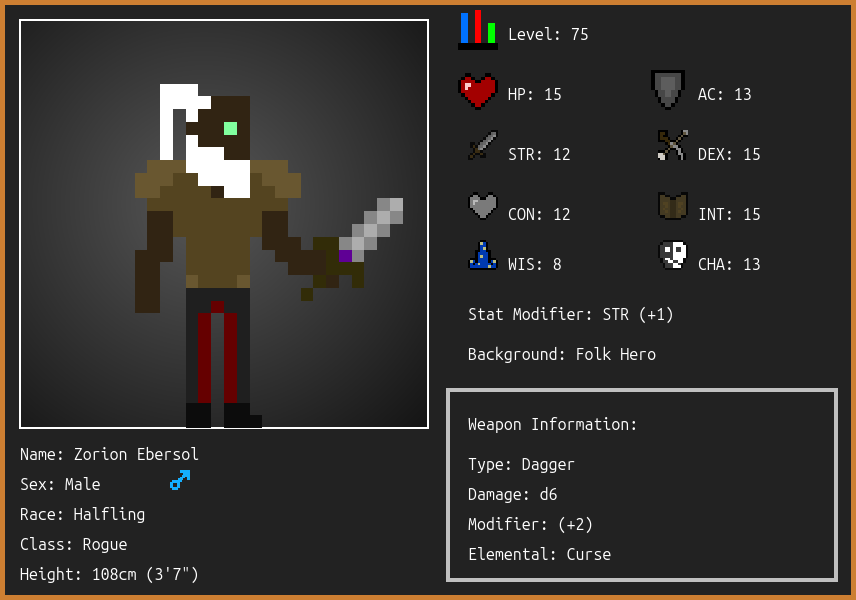 Level: 75
HP: 15
AC: 13
STR: 12
DEX: 15
CON: 12
INT: 15
WIS: 8
CHA: 13
Stat Modifier: STR (+1)
Background: Folk Hero
Weapon Information:
Type: Dagger
Damage: d6
Modifier: (+2)
Elemental: Curse
Name: Zorion Ebersol
Sex: Male
Race: Halfling
Class: Rogue
Height: 108cm (3'7")